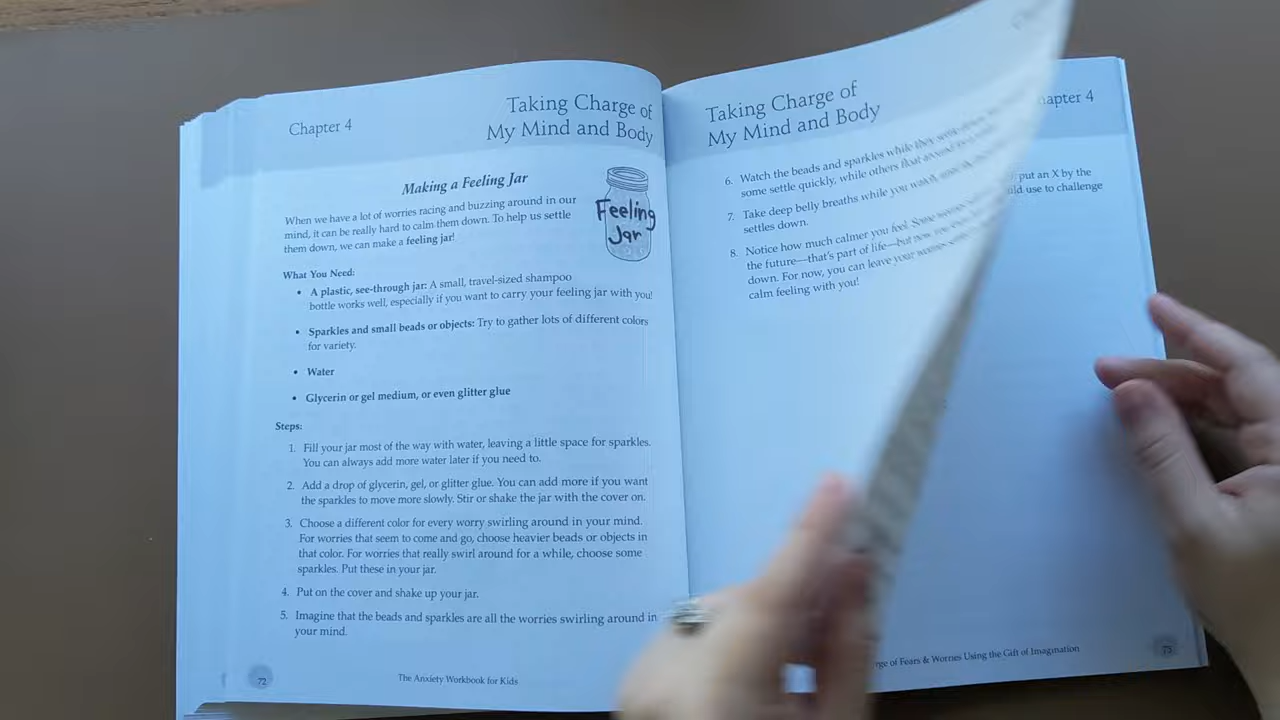 Chapter 4
Taking Charge of
My Mind and Body
Making a Feeling Jar
When we have a lot of worries racing and buzzing around in our
mind, it can be really hard to calm them down. To help us settle
them down, we can make a feeling jar!
Feeling
Jar
What You Need:
• A plastic, see-through jar: A small, travel-sized shampoo
bottle works well, especially if you want to carry your feeling jar with you!
• Sparkles and small beads or objects: Try to gather lots of different colors
for variety.
• Water
• Glycerin or gel medium, or even glitter glue
Steps:
1. Fill your jar most of the way with water, leaving a little space for sparkles.
You can always add more water later if you need to.
2. Add a drop of glycerin, gel, or glitter glue. You can add more if you want
the sparkles to move more slowly. Stir or shake the jar with the cover on.
3. Choose a different color for every worry swirling around in your mind.
For worries that seem to come and go, choose heavier beads or objects in
that color. For worries that really swirl around for a while, choose some
sparkles. Put these in your jar.
4. Put on the cover and shake up your jar.
5. Imagine that the beads and sparkles are all the worries swirling around in
your mind.
72
The Anxiety Workbook for Kids
Taking Charge of
My Mind and Body
6. Watch the beads and sparkles while they
some settle quickly, while others float around
7. Take deep belly breaths while you watch
settles down.
8. Notice how much calmer you feel. Some worries
the future—that's part of life—but now you
down. For now, you can leave your worries
calm feeling with you!
apter 4
put an X by the
uld use to challenge
rge of Fears & Worries Using the Gift of Imagination
73